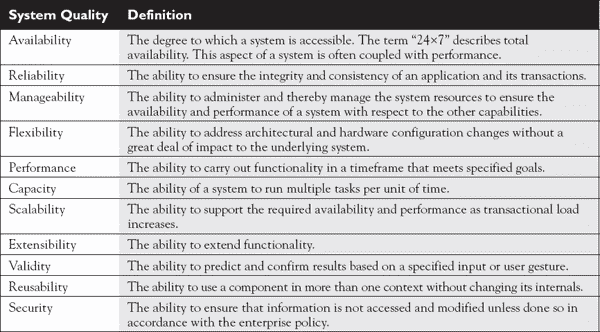 System Quality Definition
Availability The degree to which a system is accessible. The term “24×7” describes total
availability. This aspect of a system is often coupled with performance.
Reliability The ability to ensure the integrity and consistency of an application and its transactions.
Manageability The ability to administer and thereby manage the system resources to ensure the
availability and performance of a system with respect to the other capabilities.
Flexibility The ability to address architectural and hardware configuration changes without a
great deal of impact to the underlying system.
Performance The ability to carry out functionality in a timeframe that meets specified goals.
Capacity The ability of a system to run multiple tasks per unit of time.
Scalability The ability to support the required availability and performance as transactional load
increases.
Extensibility The ability to extend functionality.
Validity The ability to predict and confirm results based on a specified input or user gesture.
Reusability The ability to use a component in more than one context without changing its internals.
Security The ability to ensure that information is not accessed and modified unless done so in
accordance with the enterprise policy.